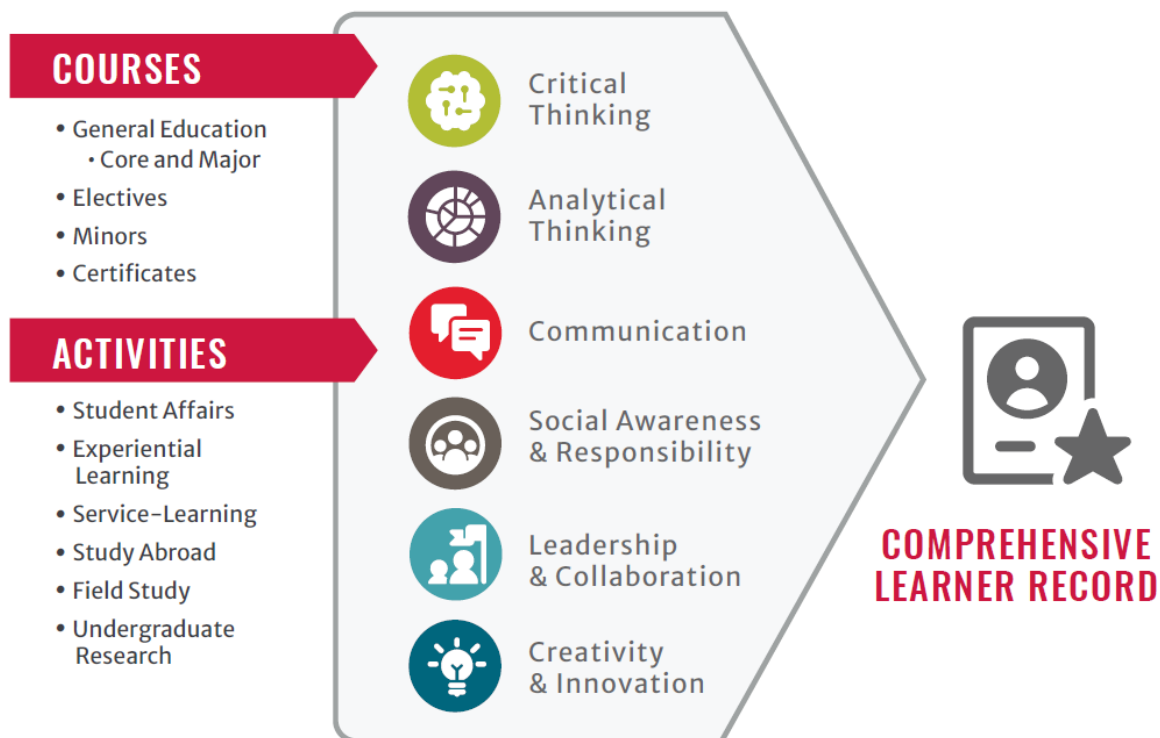 COURSES
• General Education
• Core and Major
• Electives
• Minors
• Certificates
ACTIVITIES
• Student Affairs
• Experiential
Learning
• Service-Learning
• Study Abroad
• Field Study
• Undergraduate
Research
Critical
Thinking
Analytical
Thinking
Communication
Social Awareness
& Responsibility
Leadership
& Collaboration
Creativity
& Innovation
COMPREHENSIVE
LEARNER RECORD